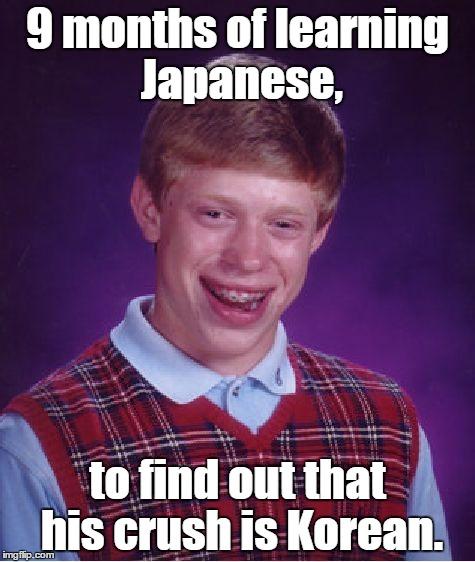 9 months of learning
Japanese,
to find out that
his crush is Korean.
imgflip.com